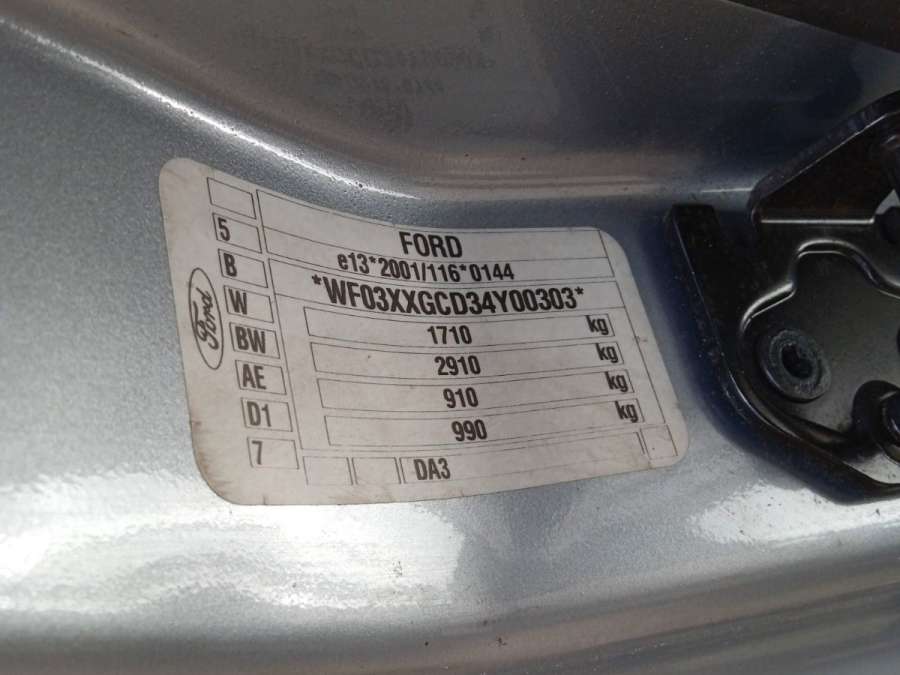 FORD
e13*2001/116*0144
*WF03XXGCD34Y00303*
1710 kg
2910 kg
910 kg
990 kg
DA3
5
B
W
BW
AE
D1
7
Ford